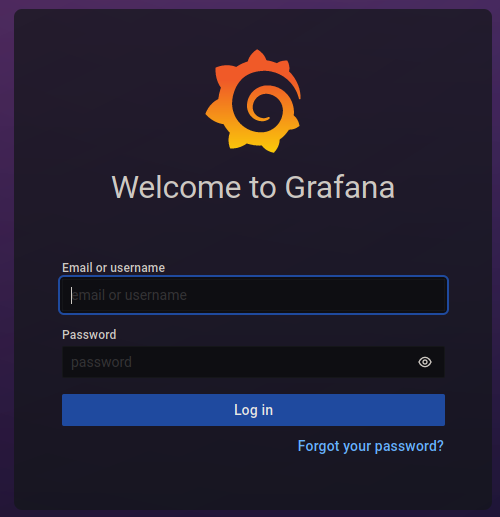 Welcome to Grafana
Email or username
email or username
Password
password
Log in
Forgot your password?